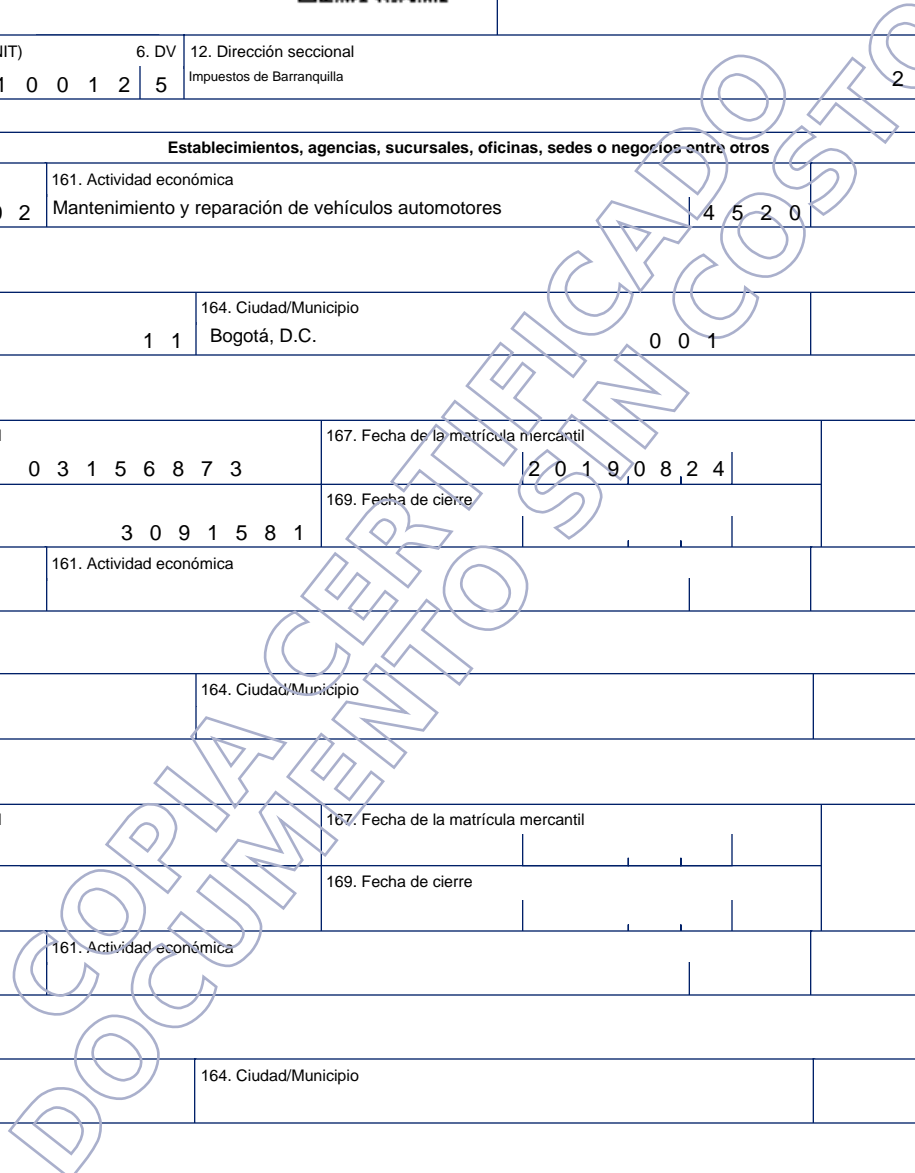 NIT) 6. DV 12. Dirección seccional
1 0 0 1 2 5 Impuestos de Barranquilla 2
Establecimientos, agencias, sucursales, oficinas, sedes o negocios entre otros
161. Actividad económica
0 2 Mantenimiento y reparación de vehículos automotores 4 5 2 0
164. Ciudad/Municipio
1 1 Bogotá, D.C. 0 0 1
167. Fecha de la matrícula mercantil
0 3 1 5 6 8 7 3 2 0 1 9 0 8 2 4
169. Fecha de cierre
3 0 9 1 5 8 1
161. Actividad económica
164. Ciudad/Municipio
167. Fecha de la matrícula mercantil
169. Fecha de cierre
161. Actividad económica
164. Ciudad/Municipio
COPIA CERTIFICADO
DOCUMENTO SIN COSTO